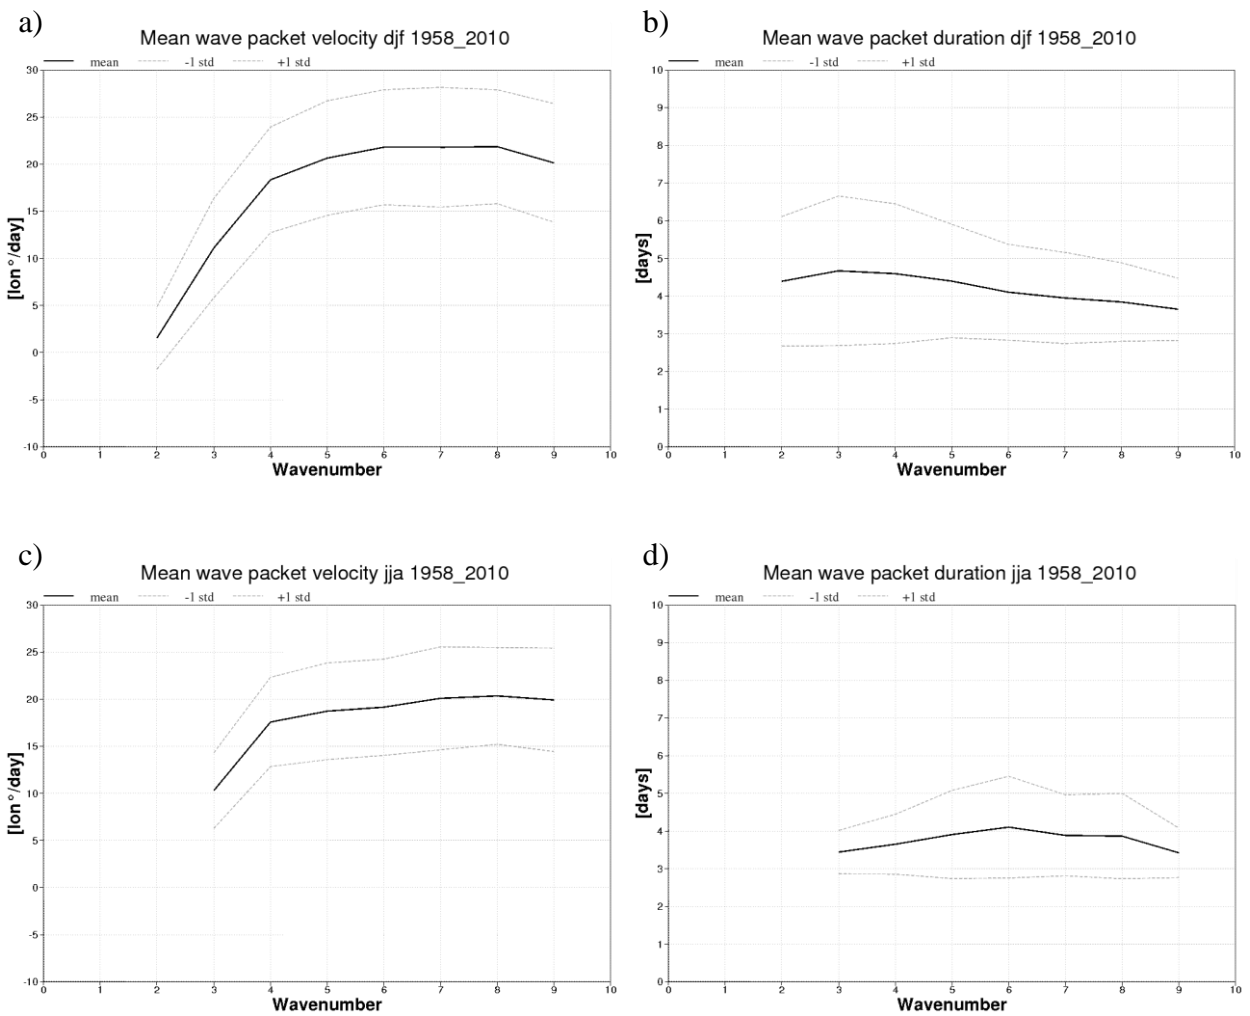 a)
Mean wave packet velocity djf 1958_2010
mean -1 std +1 std
30
25
20
15
10
5
0
-5
-10
[lon°/day]
0 1 2 3 4 5 6 7 8 9 10
Wavenumber
b)
Mean wave packet duration djf 1958_2010
mean -1 std +1 std
10
9
8
7
6
5
4
3
2
1
0
[days]
0 1 2 3 4 5 6 7 8 9 10
Wavenumber
c)
Mean wave packet velocity jja 1958_2010
mean -1 std +1 std
30
25
20
15
10
5
0
-5
-10
[lon°/day]
0 1 2 3 4 5 6 7 8 9 10
Wavenumber
d)
Mean wave packet duration jja 1958_2010
mean -1 std +1 std
10
9
8
7
6
5
4
3
2
1
0
[days]
0 1 2 3 4 5 6 7 8 9 10
Wavenumber